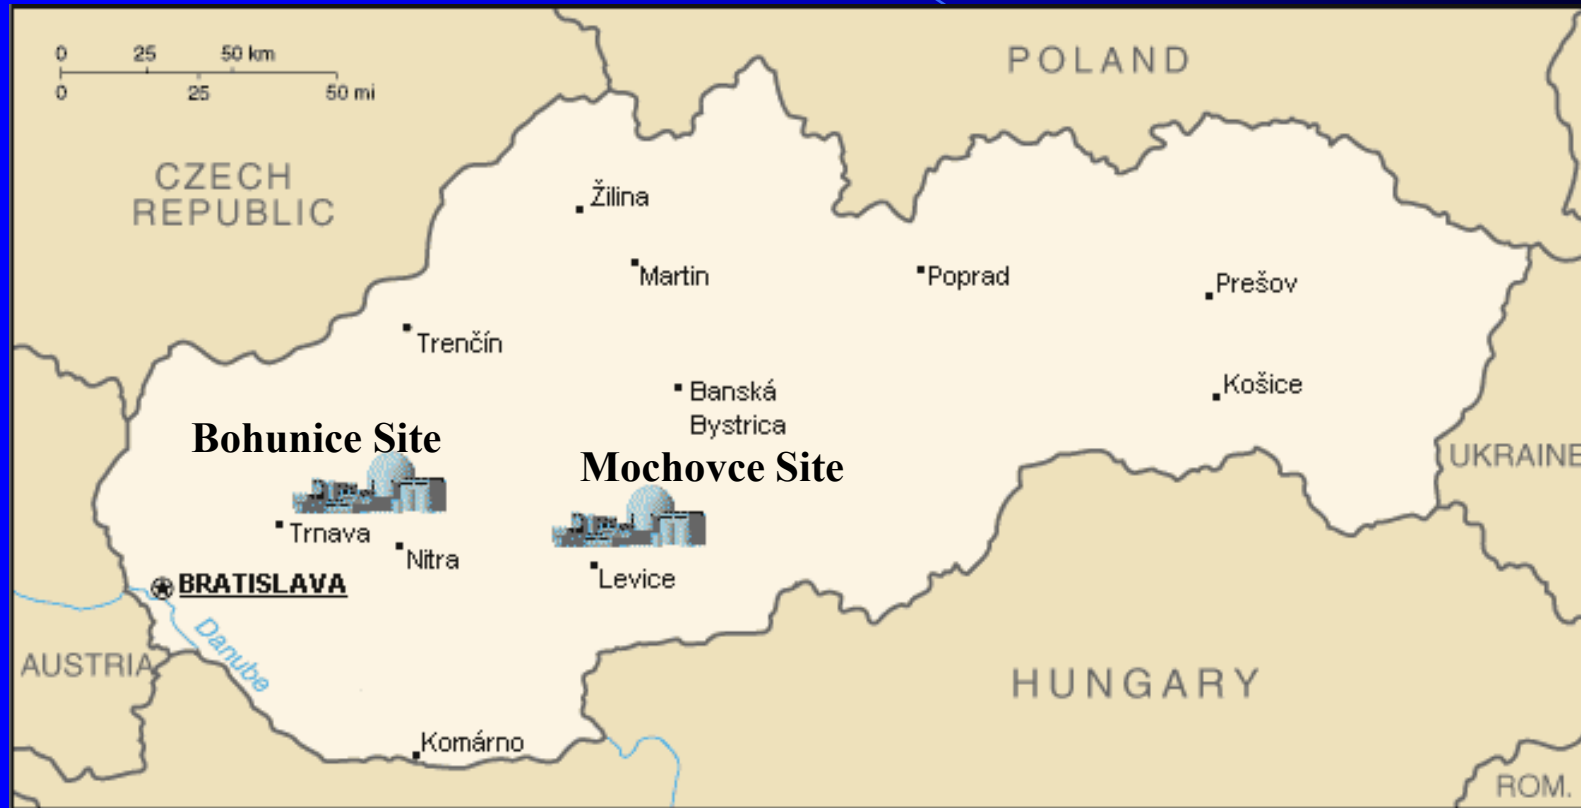 0 25 50 km
0 25 50 mi
POLAND
CZECH
REPUBLIC
Žilina
Martin
Poprad
Prešov
Trenčín
Banská
Bystrica
Košice
Bohunice Site
Mochovce Site
UKRAINE
Trnava
Nitra
Levice
BRATISLAVA
Danube
AUSTRIA
HUNGARY
Komárno
ROM.